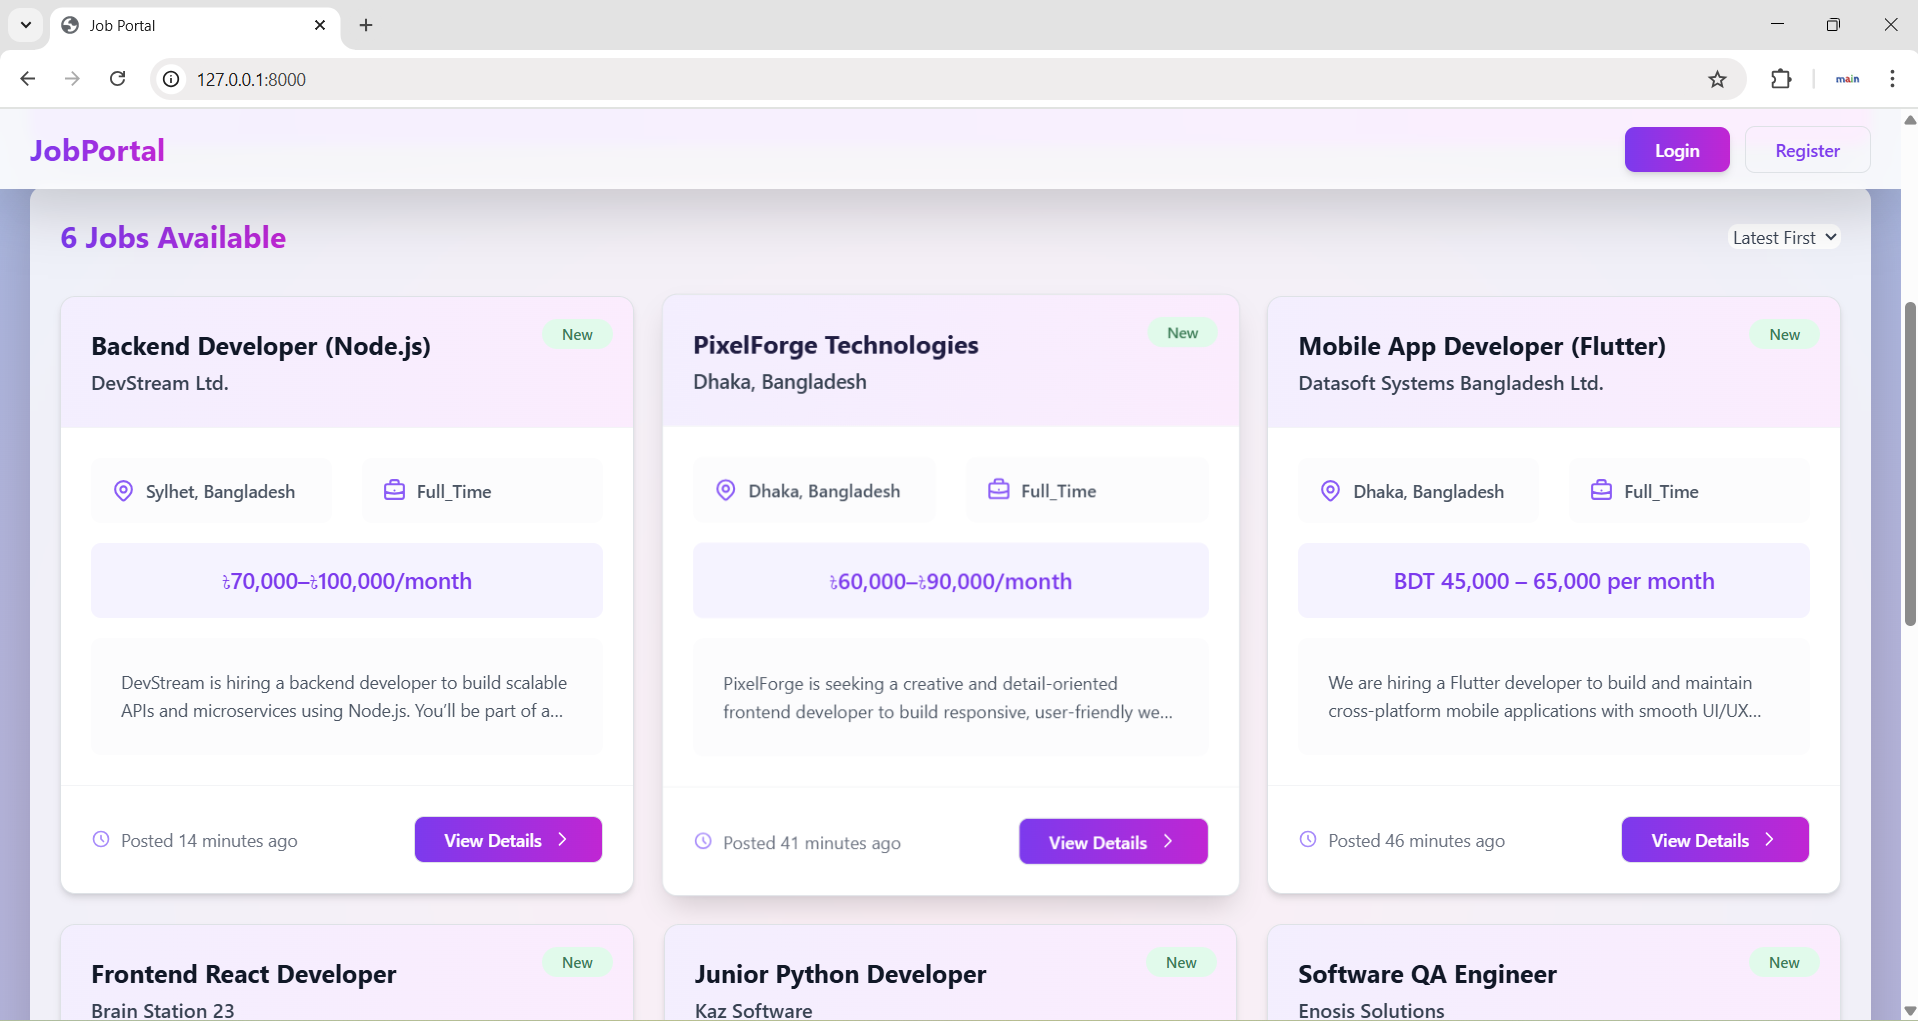 Job Portal
127.0.0.1:8000
main
JobPortal
Login
Register
6 Jobs Available
Latest First
Backend Developer (Node.js)
New
DevStream Ltd.
Sylhet, Bangladesh
Full_Time
৳70,000–৳100,000/month
DevStream is hiring a backend developer to build scalable
APIs and microservices using Node.js. You’ll be part of a...
Posted 14 minutes ago
View Details
PixelForge Technologies
New
Dhaka, Bangladesh
Dhaka, Bangladesh
Full_Time
৳60,000–৳90,000/month
PixelForge is seeking a creative and detail-oriented
frontend developer to build responsive, user-friendly we...
Posted 41 minutes ago
View Details
Mobile App Developer (Flutter)
New
Datasoft Systems Bangladesh Ltd.
Dhaka, Bangladesh
Full_Time
BDT 45,000 – 65,000 per month
We are hiring a Flutter developer to build and maintain
cross-platform mobile applications with smooth UI/UX...
Posted 46 minutes ago
View Details
Frontend React Developer
New
Brain Station 23
Junior Python Developer
New
Kaz Software
Software QA Engineer
New
Enosis Solutions